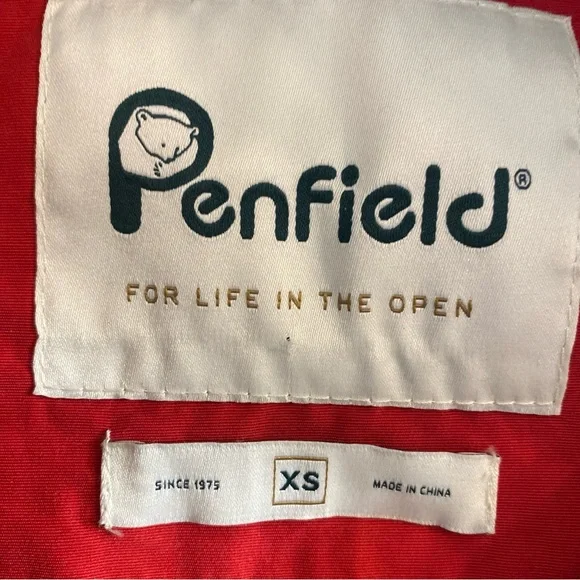 Penfield®
FOR LIFE IN THE OPEN
SINCE 1975 XS MADE IN CHINA